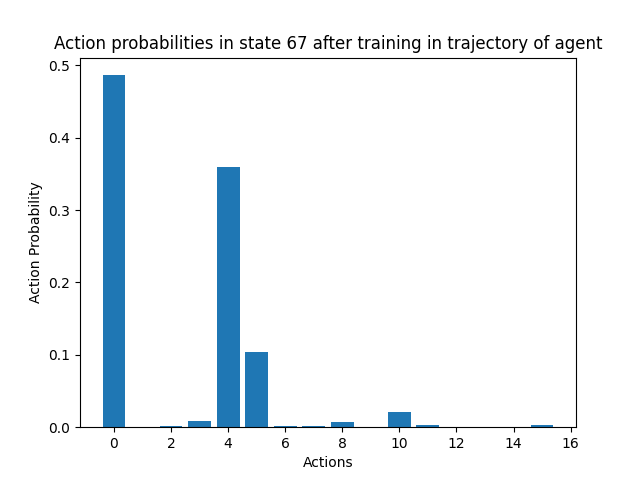 Action probabilities in state 67 after training in trajectory of agent
0.5
0.4
0.3
0.2
0.1
0.0
Action Probability
0 2 4 6 8 10 12 14 16
Actions